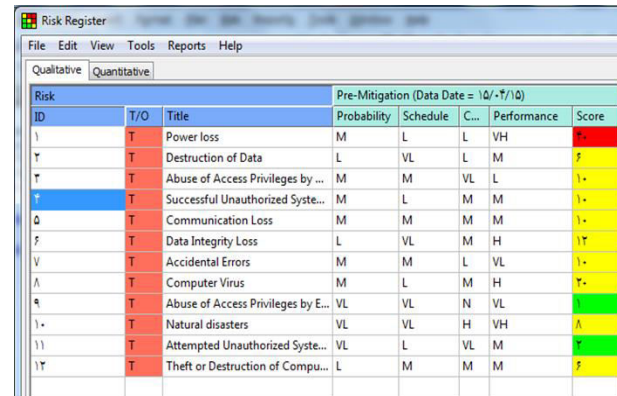 Risk Register
File Edit View Tools Reports Help
Qualitative Quantitative
Risk Pre-Mitigation (Data Date = ۱۵/۰۴/۱۵)
ID T/O Title Probability Schedule C... Performance Score
۱ T Power loss M L L VH ۴۰
۲ T Destruction of Data L VL L M ۶
۳ T Abuse of Access Privileges by ... M M VL L ۱۰
۴ T Successful Unauthorized Syste... M L M M ۱۰
۵ T Communication Loss M M M M ۱۰
۶ T Data Integrity Loss L VL M H ۱۲
۷ T Accidental Errors M M L VL ۱۰
۸ T Computer Virus M L M H ۲۰
۹ T Abuse of Access Privileges by E... VL VL N VL ۱
۱۰ T Natural disasters VL VL H VH ۸
۱۱ T Attempted Unauthorized Syste... VL L VL M ۲
۱۲ T Theft or Destruction of Compu... L M M M ۶